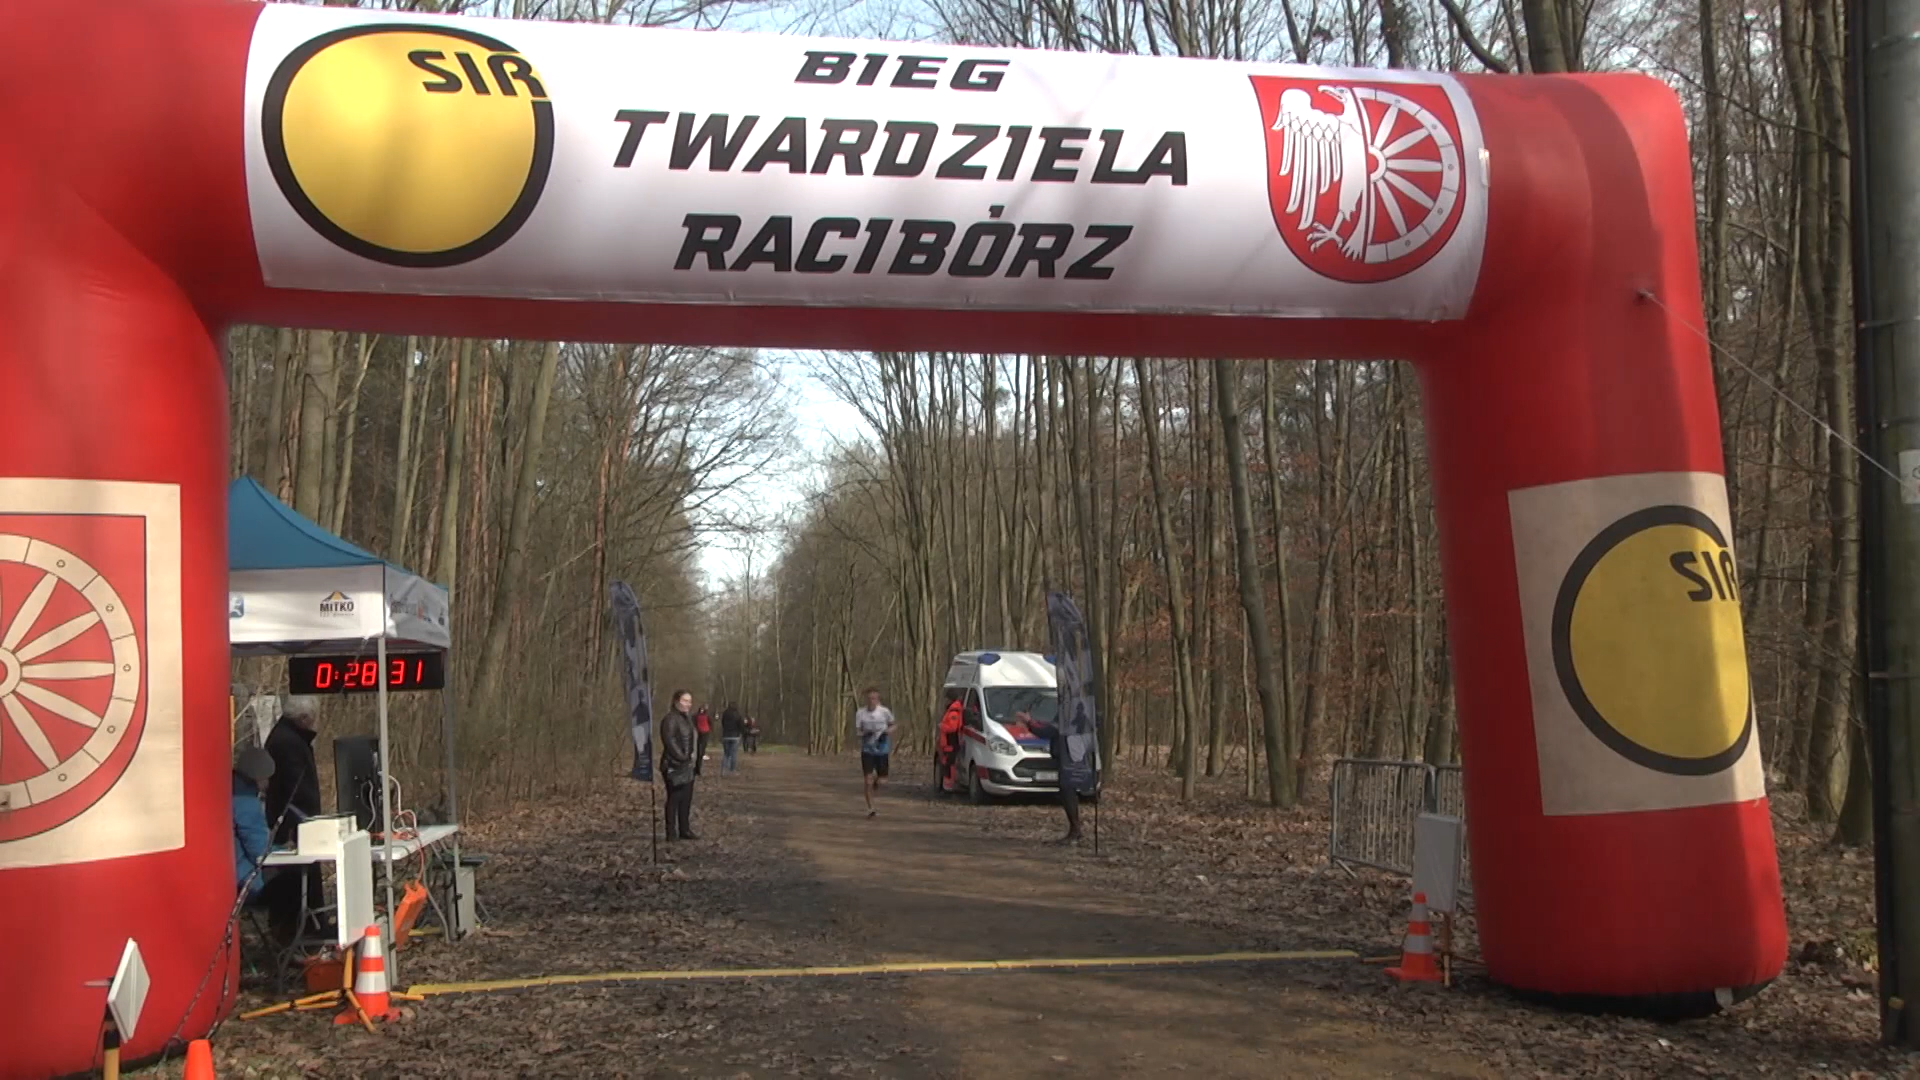 SIR
BIEG
TWARDZIELA
RACIBÓRZ
SIR
MITKO
0:28:31